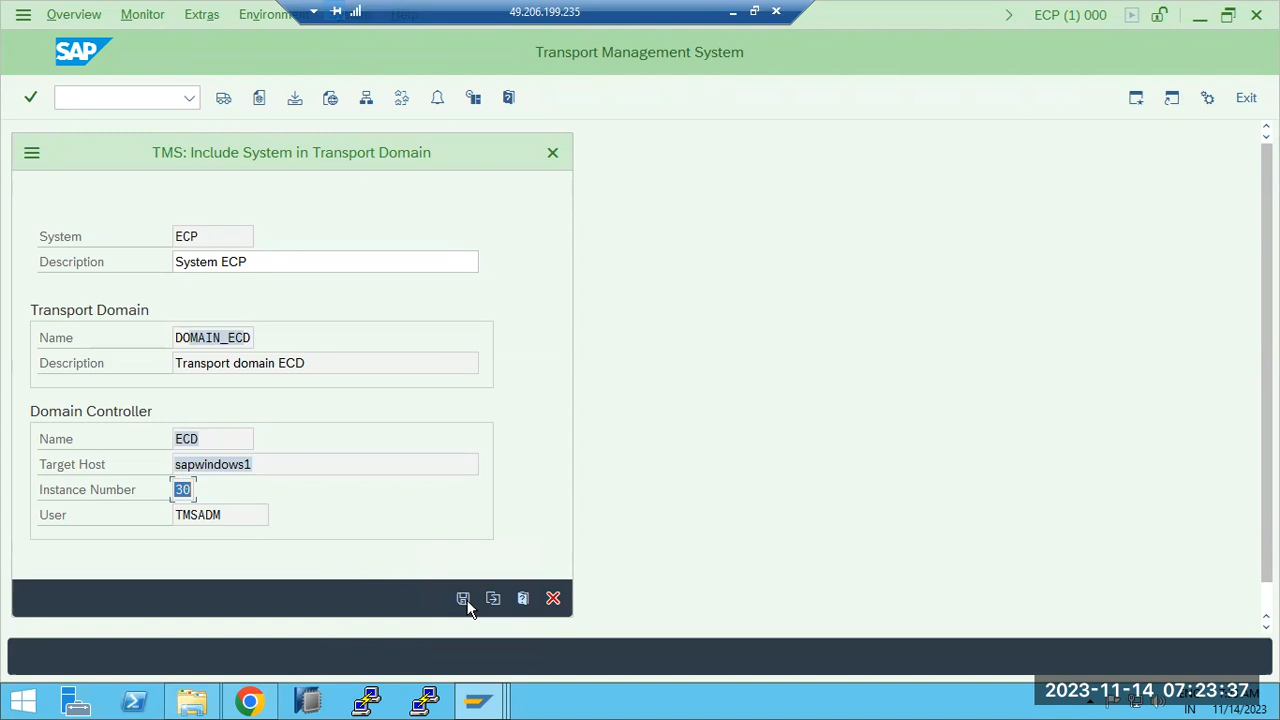 Overview Monitor Extras Environment 49.206.199.235 ECP (1) 000
SAP Transport Management System
Exit
TMS: Include System in Transport Domain
System ECP
Description System ECP
Transport Domain
Name DOMAIN_ECD
Description Transport domain ECD
Domain Controller
Name ECD
Target Host sapwindows1
Instance Number 30
User TMSADM
2023-11-14 07:23:37
IN 11/14/2023